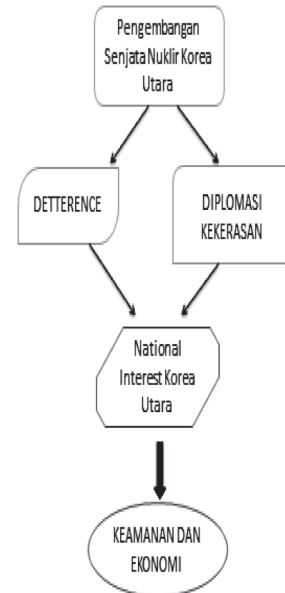 Pengembangan
Senjata Nuklir Korea
Utara
DETTERENCE
DIPLOMASI
KEKERASAN
National
Interest Korea
Utara
KEAMANAN DAN
EKONOMI